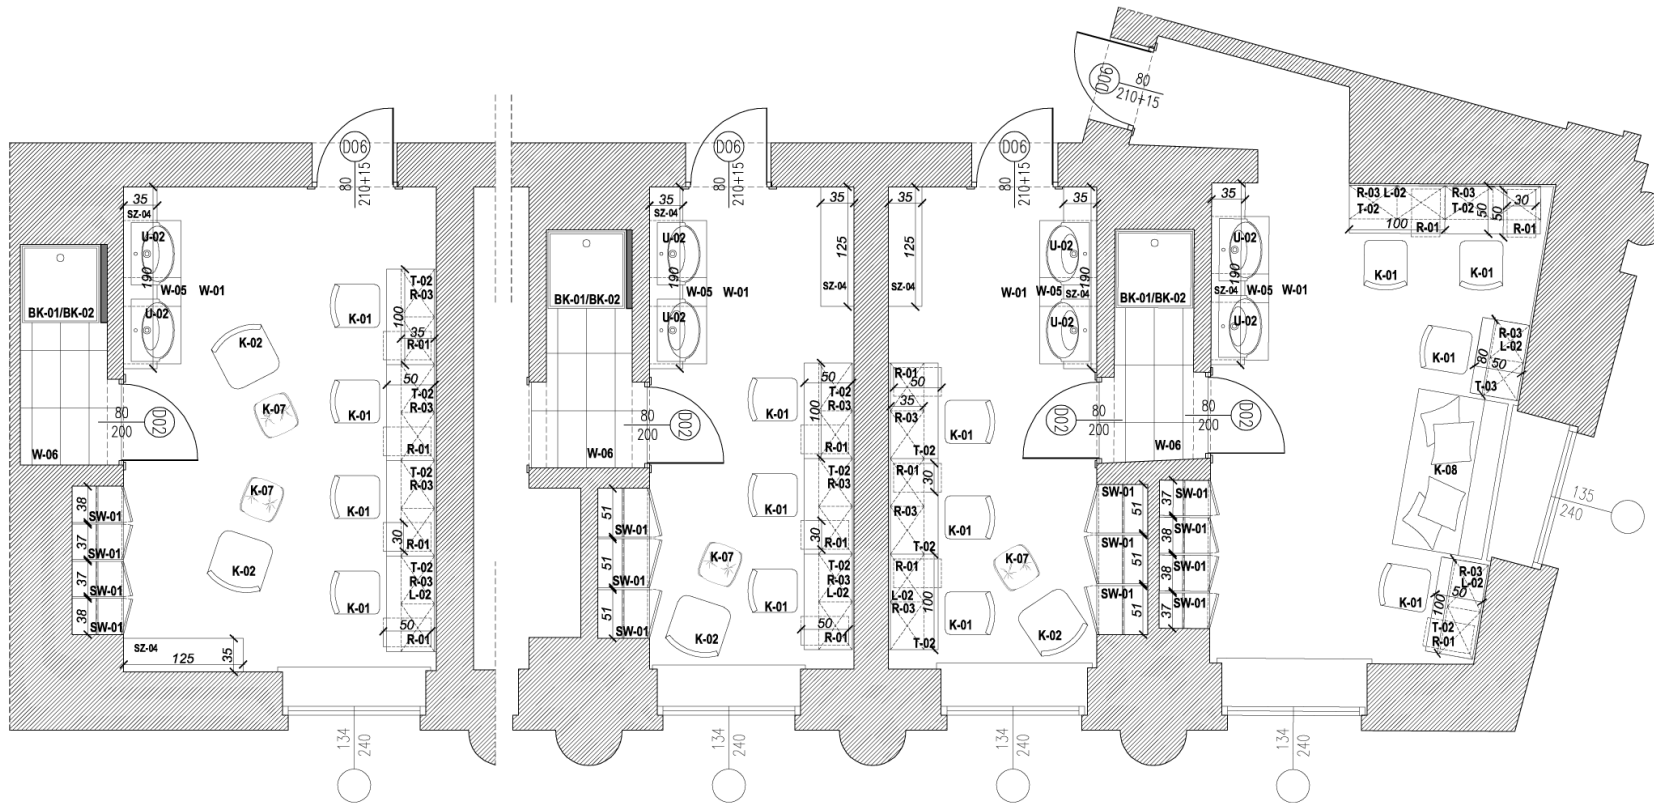 D06
80
210+15
35
SZ-04
U-02
190
W-05 W-01
U-02
BK-01/BK-02
W-06
80
200
D02
K-02
K-07
K-07
K-02
K-01
K-01
K-01
K-01
T-02
R-03
100
35
R-01
50
T-02
R-03
R-01
T-02
R-03
30
R-01
T-02
R-03
L-02
50
R-01
38
SW-01
37
SW-01
37
SW-01
38
SW-01
SZ-04
125
35
134
240
D06
80
210+15
35
SZ-04
U-02
190
W-05 W-01
U-02
BK-01/BK-02
W-06
80
200
D02
35
125
SZ-04
50
T-02
R-03
100
R-01
T-02
R-03
30
R-01
T-02
R-03
L-02
50
R-01
K-01
K-01
K-01
K-07
K-02
SW-01
51
SW-01
51
SW-01
51
134
240
D06
80
210+15
35
125
SZ-04
35
U-02
190
W-01 W-05
SZ-04
U-02
R-01
50
35
R-03
T-02
R-01
30
R-03
T-02
R-01
L-02
R-03
100
T-02
K-01
K-01
K-01
K-07
K-02
D02
80
200
SW-01
51
SW-01
51
SW-01
51
134
240
BK-01/BK-02
W-06
80
200
D02
D06
80
210+15
35
U-02
190
SZ-04
W-05 W-01
U-02
37
SW-01
38
SW-01
38
SW-01
37
SW-01
R-03 L-02
T-02
100
R-01
R-03
T-02
50
50
30
R-01
K-01
K-01
K-01
R-03
L-02
80
50
T-03
K-08
135
240
K-01
R-03
L-02
50
100
T-02
R-01
134
240